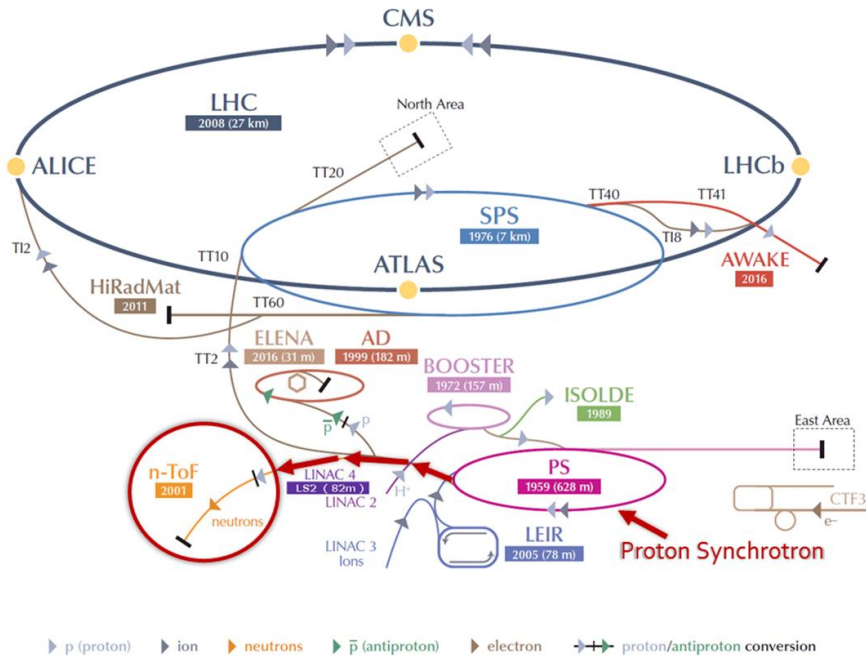 CMS
LHC
2008 (27 km)
North Area
ALICE
LHCb
TT20
TT40
TT41
SPS
1976 (7 km)
TI2
TI8
TT10
ATLAS
AWAKE
2016
HiRadMat
2011
TT60
ELENA
2016 (31 m)
AD
1999 (182 m)
TT2
BOOSTER
1972 (157 m)
ISOLDE
1989
p
p̅
East Area
n-ToF
2001
LINAC 4
LS2 ( 82m)
H⁺
LINAC 2
PS
1959 (628 m)
neutrons
CTF3
e–
LINAC 3
Ions
LEIR
2005 (78 m)
Proton Synchrotron
p (proton)
ion
neutrons
p̅ (antiproton)
electron
proton/antiproton conversion